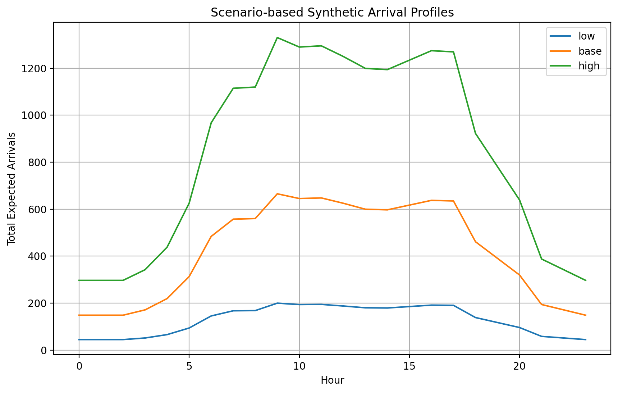 Scenario-based Synthetic Arrival Profiles
low
base
high
Total Expected Arrivals
1200
1000
800
600
400
200
0
0 5 10 15 20
Hour